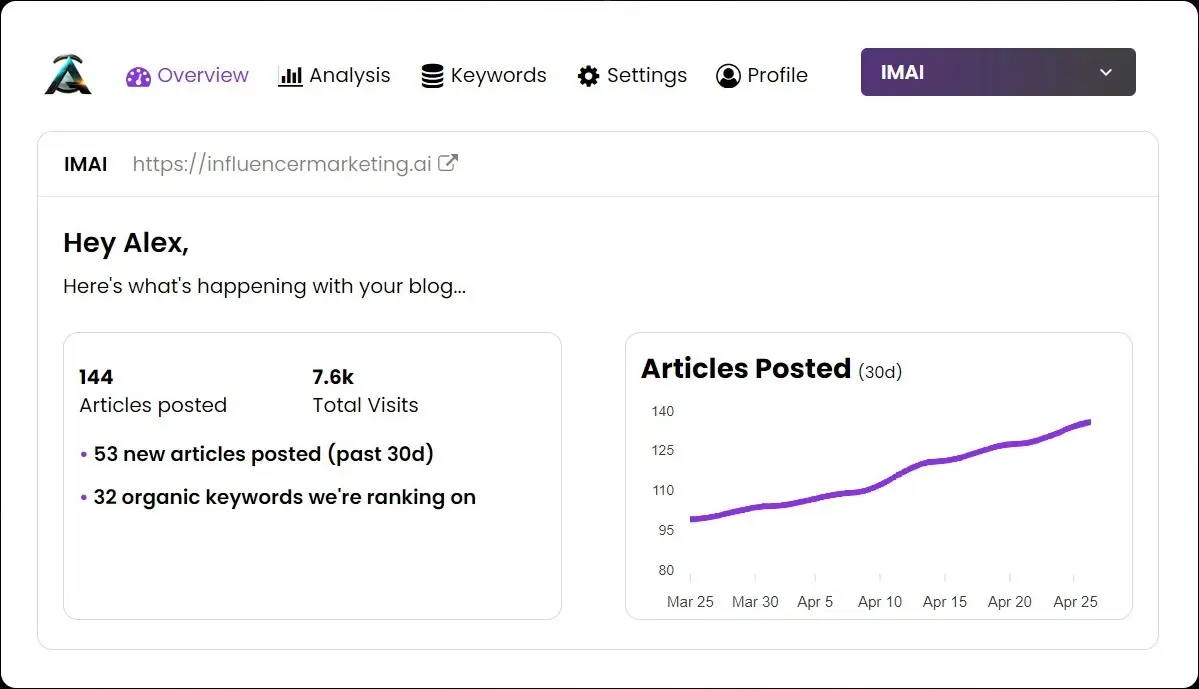 Overview Analysis Keywords Settings Profile IMAI
IMAI https://influencermarketing.ai
Hey Alex,
Here's what's happening with your blog...
144 7.6k
Articles posted Total Visits
• 53 new articles posted (past 30d)
• 32 organic keywords we're ranking on
Articles Posted (30d)
140
125
110
95
80
Mar 25 Mar 30 Apr 5 Apr 10 Apr 15 Apr 20 Apr 25